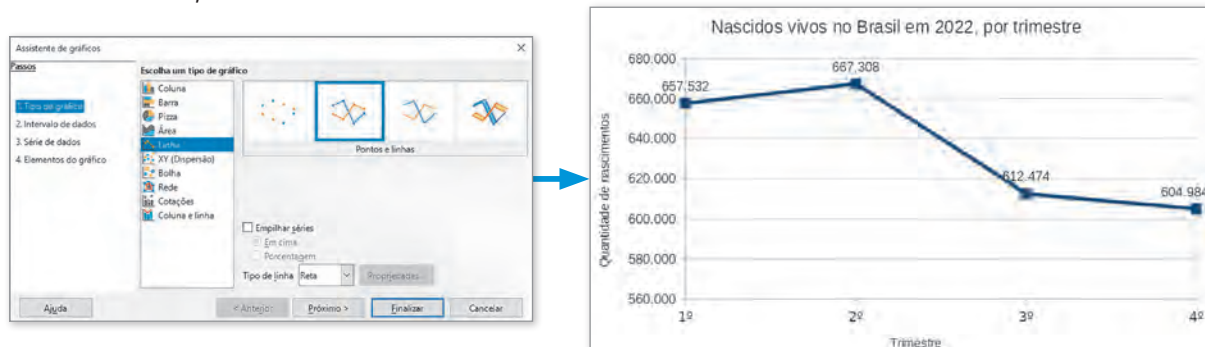 Assistente de gráficos
Passos
1. Tipo de gráfico
2. Intervalo de dados
3. Série de dados
4. Elementos do gráfico
Escolha um tipo de gráfico
Coluna
Barra
Pizza
Área
Linha
XY (Dispersão)
Bolha
Rede
Cotações
Coluna e linha
Pontos e linhas
Empilhar séries
Em cima
Porcentagem
Tipo de linha Reta Propriedades...
Ajuda < Anterior Próximo > Finalizar Cancelar
Nascidos vivos no Brasil em 2022, por trimestre
Quantidade de nascimentos
680.000
660.000
640.000
620.000
600.000
580.000
560.000
657.532
667.308
612.474
604.984
1º 2º 3º 4º
Trimestre